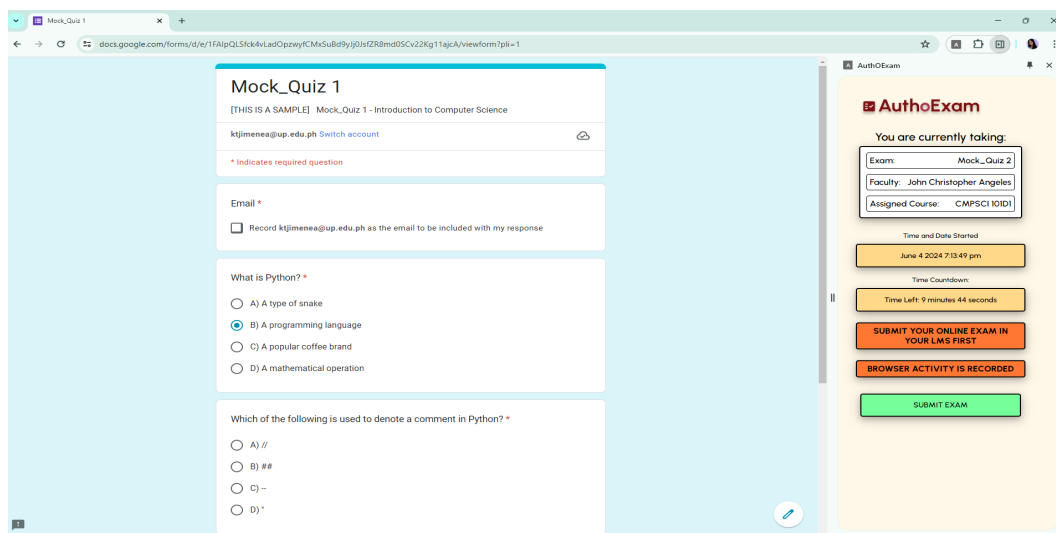 Mock_Quiz 1
docs.google.com/forms/d/e/1FAIpQLSfck4vLadOpzwyfCMxSuBd9yJj0JsfZR8md0SCv22Kg11ajcA/viewform?pli=1
Mock_Quiz 1
[THIS IS A SAMPLE] Mock_Quiz 1 - Introduction to Computer Science
ktjimenea@up.edu.ph Switch account
* Indicates required question
Email *
Record ktjimenea@up.edu.ph as the email to be included with my response
What is Python? *
A) A type of snake
B) A programming language
C) A popular coffee brand
D) A mathematical operation
Which of the following is used to denote a comment in Python? *
A) //
B) ##
C) --
D) "
A AuthOExam
AuthoExam
You are currently taking:
Exam: Mock_Quiz 2
Faculty: John Christopher Angeles
Assigned Course: CMPSCI 101D1
Time and Date Started
June 4 2024 7:13:49 pm
Time Countdown:
Time Left: 9 minutes 44 seconds
SUBMIT YOUR ONLINE EXAM IN
YOUR LMS FIRST
BROWSER ACTIVITY IS RECORDED
SUBMIT EXAM